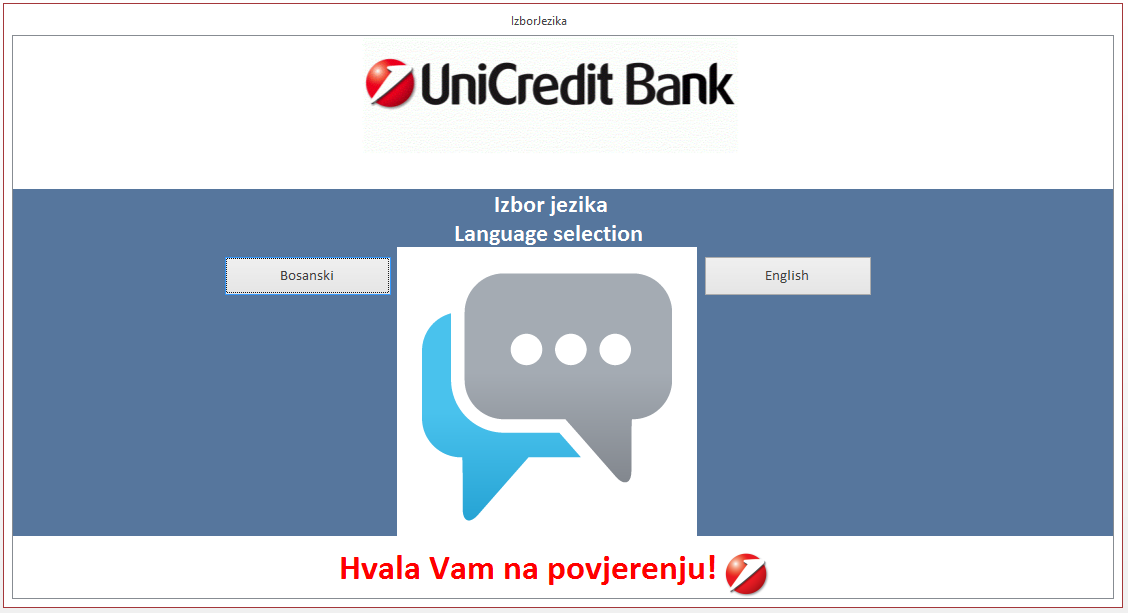 IzborJezika
UniCredit Bank
Izbor jezika
Language selection
Bosanski
English
Hvala Vam na povjerenju!